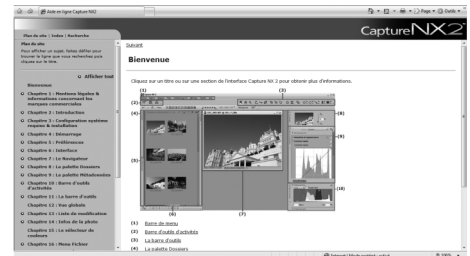 Aide en ligne Capture NX2
Page
Outils
Capture NX 2
Plan du site | Index | Recherche
Plan du site
Pour afficher un sujet, faites défiler pour
trouver la ligne que vous recherchez puis
cliquez sur le titre.
Afficher tout
Bienvenue
Chapitre 1 : Mentions légales &
informations concernant les
marques commerciales
Chapitre 2 : Introduction
Chapitre 3 : Configuration système
requise & installation
Chapitre 4 : Démarrage
Chapitre 5 : Préférences
Chapitre 6 : Interface
Chapitre 7 : Le Navigateur
Chapitre 8 : La palette Dossiers
Chapitre 9 : La palette Métadonnées
Chapitre 10 : Barre d'outils
d'activités
Chapitre 11 : La barre d'outils
Chapitre 12 : Vue globale
Chapitre 13 : Liste de modification
Chapitre 14 : Infos de la photo
Chapitre 15 : Le sélecteur de
couleurs
Chapitre 16 : Menu Fichier
Suivant
Bienvenue
Cliquez sur un titre ou sur une section de l'interface Capture NX 2 pour obtenir plus d'informations.
(1) (3)
(2)
(4) (8)
(9)
(5)
(10)
(6) (7)
(1) Barre de menu
(2) Barre d'outils d'activités
(3) La barre d'outils
(4) La palette Dossiers
100%